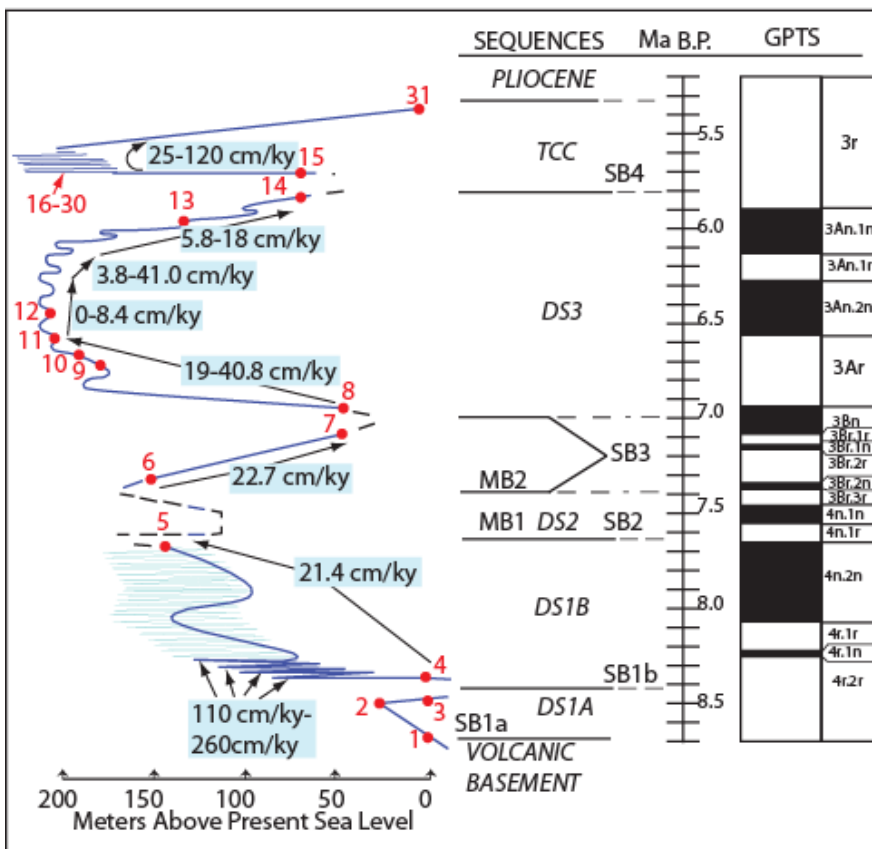 SEQUENCES
Ma B.P.
GPTS
PLIOCENE
31
25-120 cm/ky
15
TCC
SB4
5.5
3r
16-30
14
13
5.8-18 cm/ky
6.0
3An.1n
3.8-41.0 cm/ky
3An.1r
12
0-8.4 cm/ky
DS3
6.5
3An.2n
11
10
9
19-40.8 cm/ky
3Ar
8
7
7.0
3Bn
3Br.1r
3Br.1n
SB3
3Br.2r
6
22.7 cm/ky
MB2
3Br.2n
3Br.3r
7.5
5
MB1
DS2
SB2
4n.1n
4n.1r
21.4 cm/ky
4n.2n
DS1B
8.0
4r.1r
4
4r.1n
SB1b
4r.2r
110 cm/ky-
260cm/ky
2
3
DS1A
8.5
SB1a
1
VOLCANIC
BASEMENT
200
150
100
50
0
Meters Above Present Sea Level